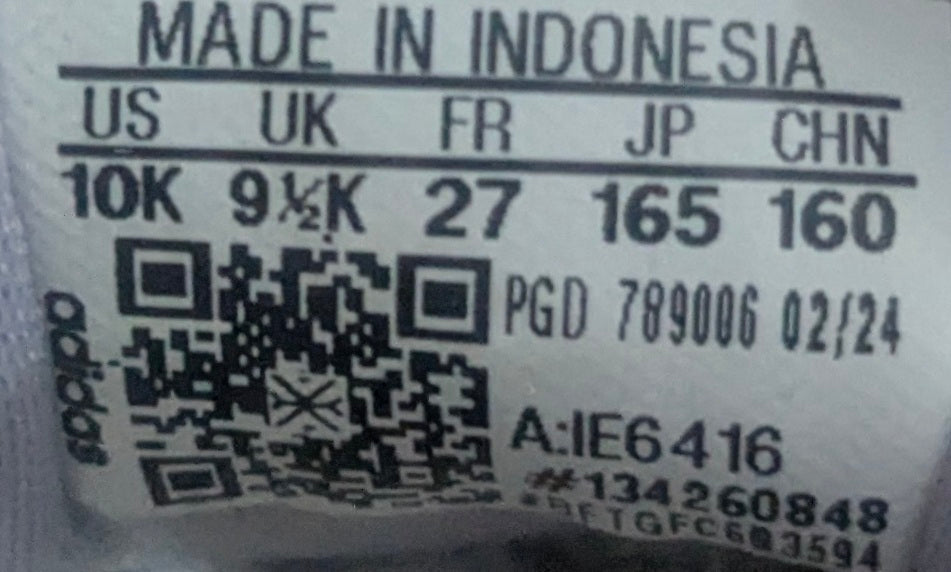 MADE IN INDONESIA
US UK FR JP CHN
10K 9½K 27 165 160
adidas
PGD 789006 02/24
A:IE6416
#134260848